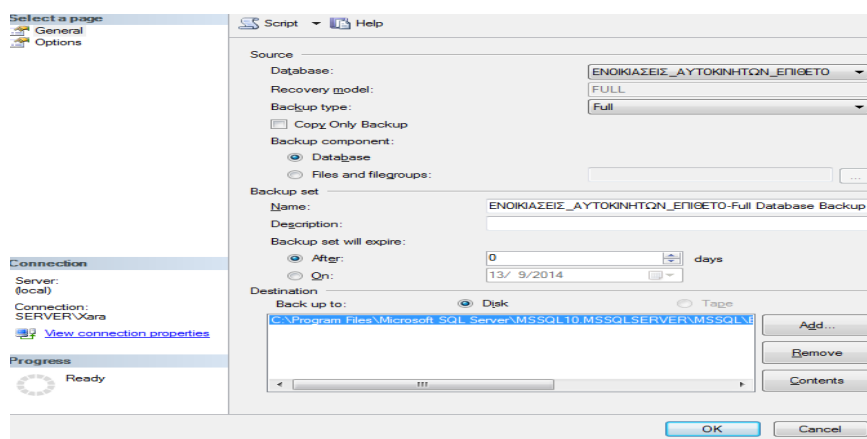 Select a page
General
Options
Script
Help
Source
Database:
ΕΝΟΙΚΙΑΣΕΙΣ_ΑΥΤΟΚΙΝΗΤΩΝ_ΕΠΙΘΕΤΟ
Recovery model:
FULL
Backup type:
Full
Copy Only Backup
Backup component:
Database
Files and filegroups:
...
Backup set
Name:
ΕΝΟΙΚΙΑΣΕΙΣ_ΑΥΤΟΚΙΝΗΤΩΝ_ΕΠΙΘΕΤΟ-Full Database Backup
Description:
Backup set will expire:
After:
0
days
On:
13/ 9/2014
Destination
Back up to:
Disk
Tape
C:\Program Files\Microsoft SQL Server\MSSQL10.MSSQLSERVER\MSSQL\E
Add...
Remove
Contents
Connection
Server:
(local)
Connection:
SERVER\Xara
View connection properties
Progress
Ready
OK
Cancel